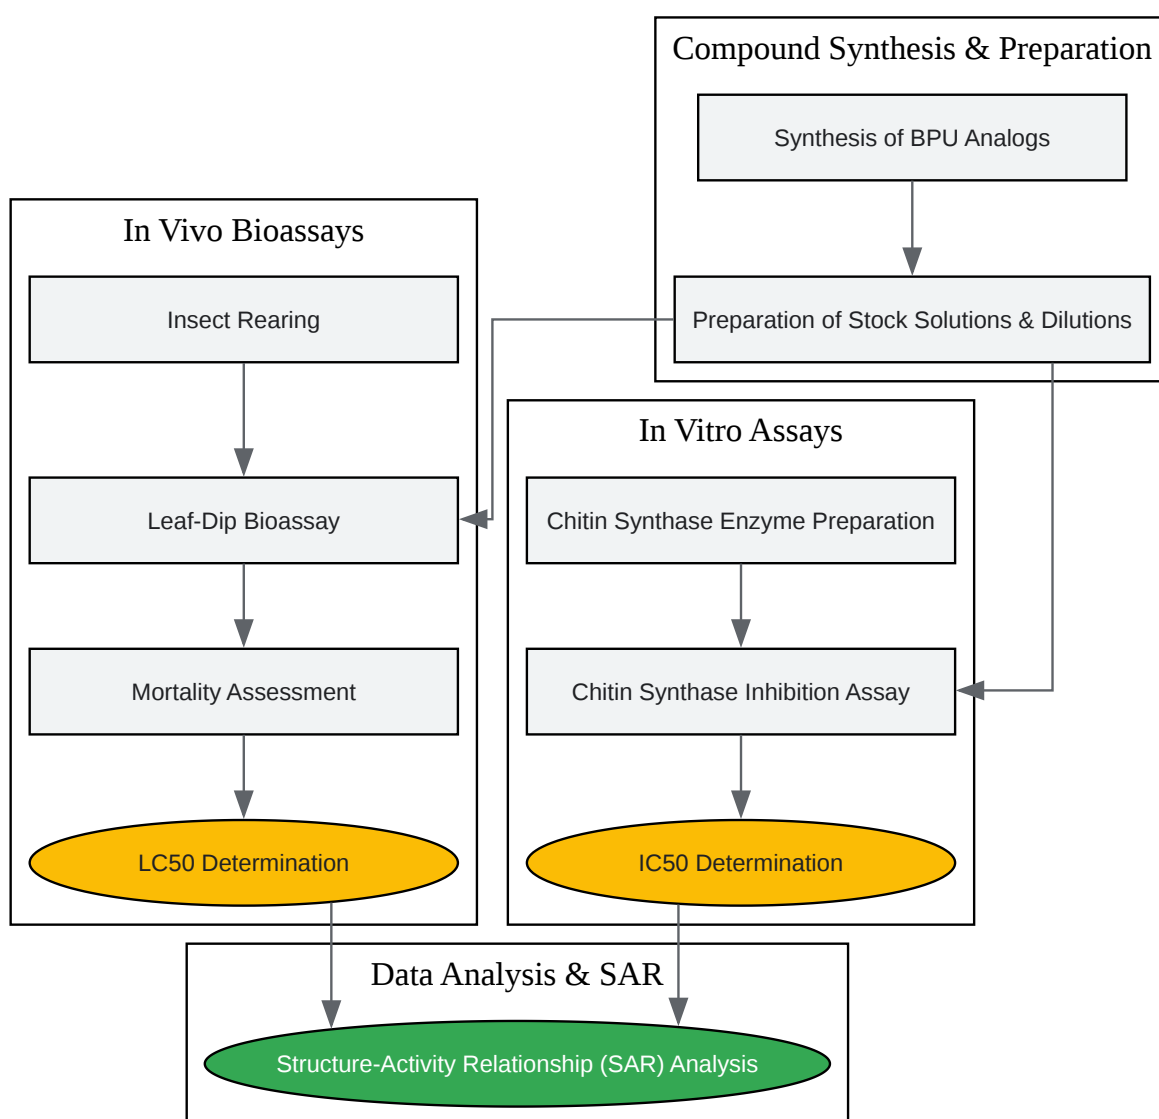 Compound Synthesis & Preparation
Synthesis of BPU Analogs
Preparation of Stock Solutions & Dilutions
In Vivo Bioassays
Insect Rearing
Leaf-Dip Bioassay
Mortality Assessment
LC50 Determination
In Vitro Assays
Chitin Synthase Enzyme Preparation
Chitin Synthase Inhibition Assay
IC50 Determination
Data Analysis & SAR
Structure-Activity Relationship (SAR) Analysis